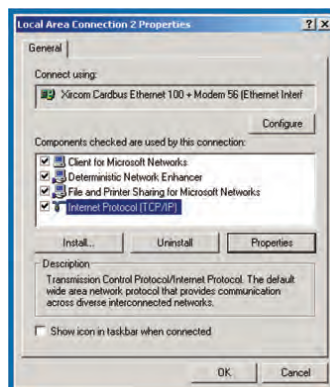 Local Area Connection 2 Properties
General
Connect using:
Xircom Cardbus Ethernet 100 + Modem 56 (Ethernet Interf
Configure
Components checked are used by this connection:
Client for Microsoft Networks
Deterministic Network Enhancer
File and Printer Sharing for Microsoft Networks
Internet Protocol (TCP/IP)
Install...
Uninstall
Properties
Description
Transmission Control Protocol/Internet Protocol. The default
wide area network protocol that provides communication
across diverse interconnected networks.
Show icon in taskbar when connected
OK
Cancel